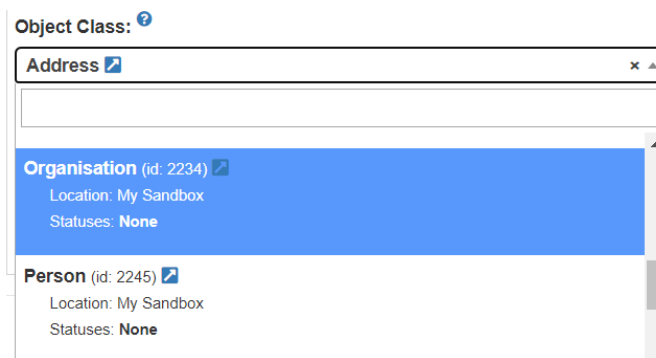 Object Class: ?
Address ×
Organisation (id: 2234)
Location: My Sandbox
Statuses: None
Person (id: 2245)
Location: My Sandbox
Statuses: None